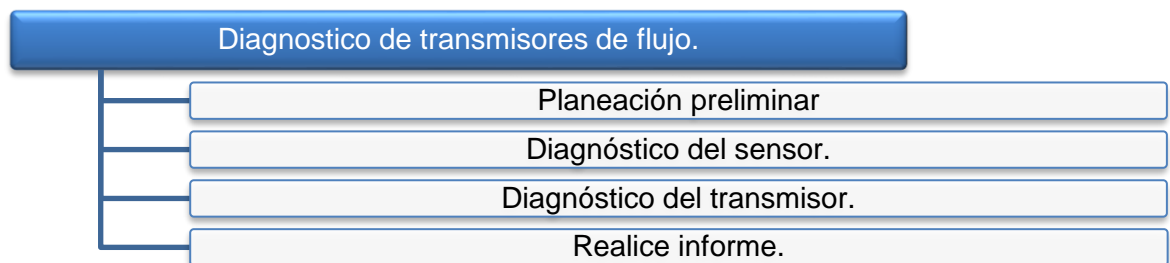 Diagnostico de transmisores de flujo.
Planeación preliminar
Diagnóstico del sensor.
Diagnóstico del transmisor.
Realice informe.